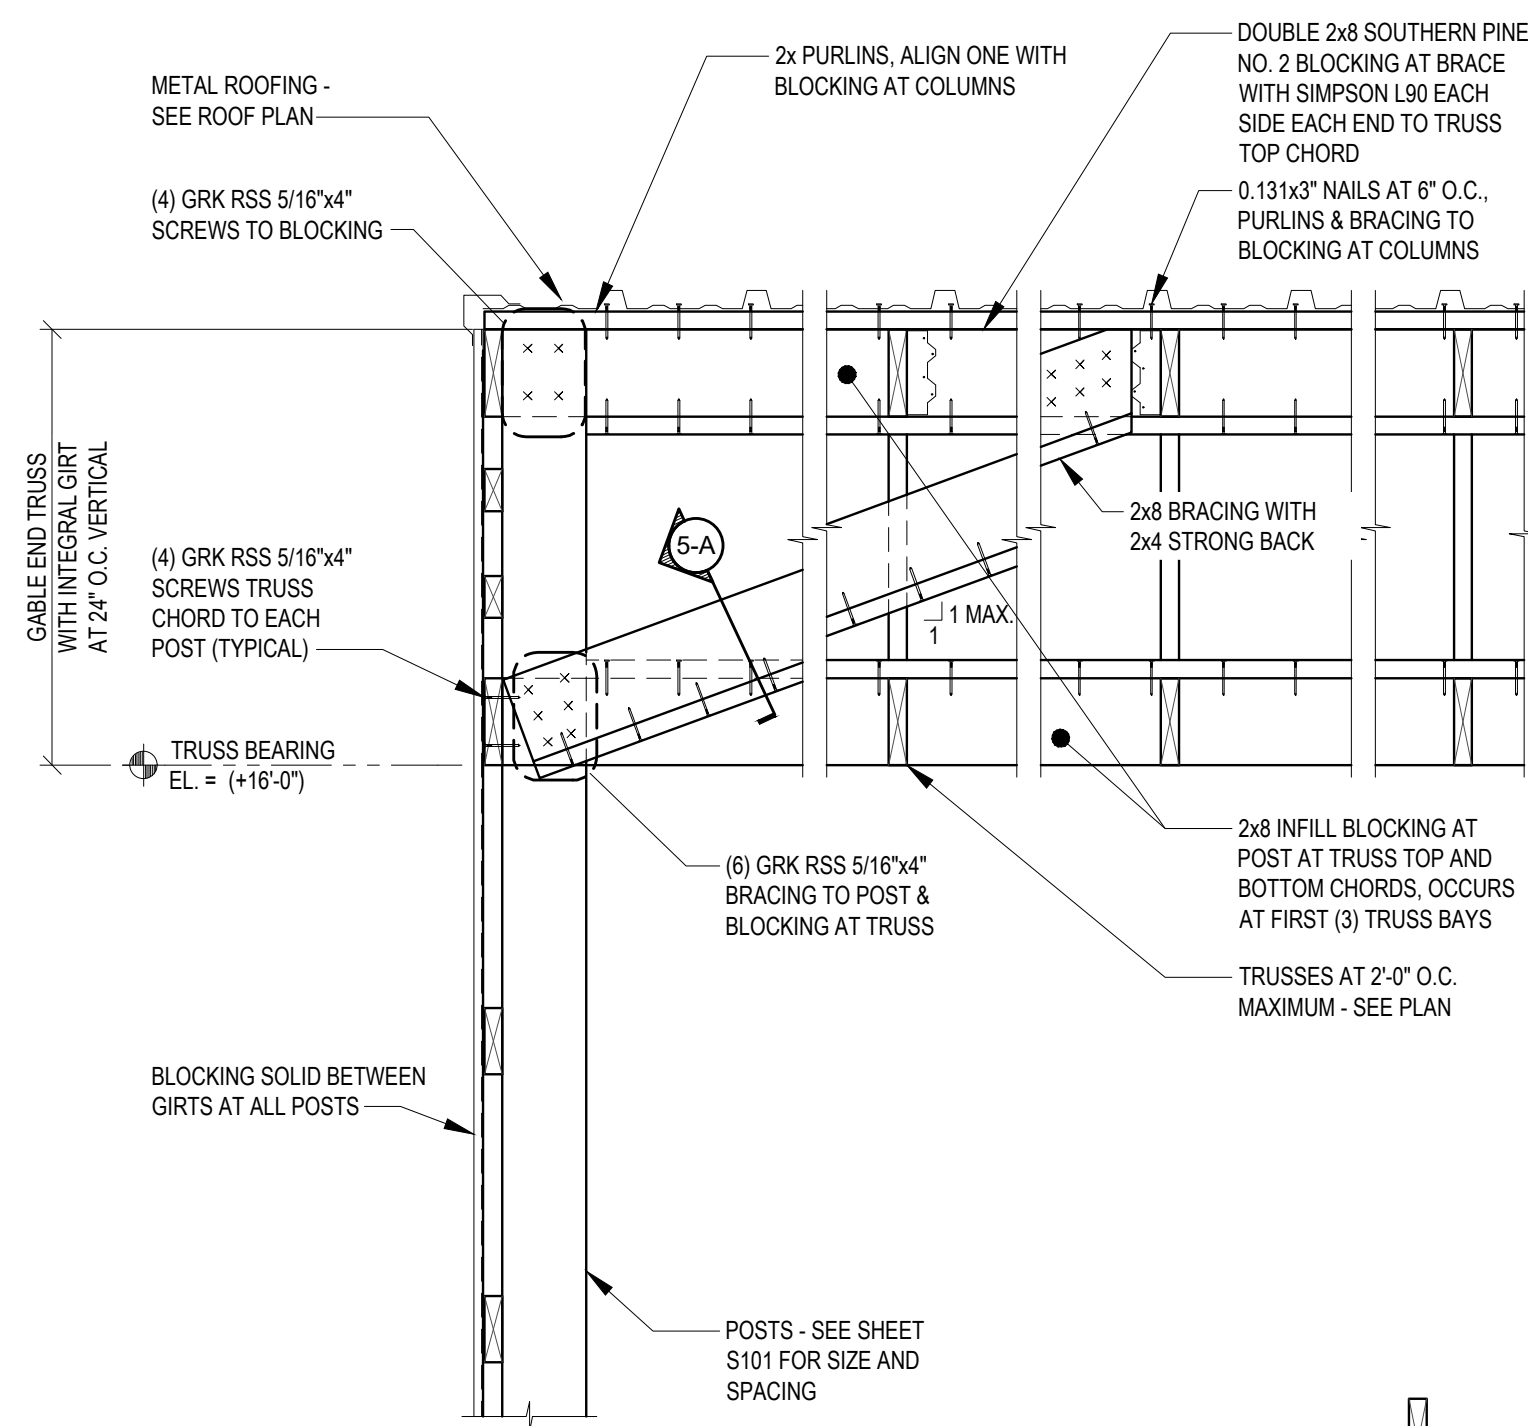 METAL ROOFING -
SEE ROOF PLAN
2x PURLINS, ALIGN ONE WITH
BLOCKING AT COLUMNS
DOUBLE 2x8 SOUTHERN PINE
NO. 2 BLOCKING AT BRACE
WITH SIMPSON L90 EACH
SIDE EACH END TO TRUSS
TOP CHORD
(4) GRK RSS 5/16"x4"
SCREWS TO BLOCKING
0.131x3" NAILS AT 6" O.C.,
PURLINS & BRACING TO
BLOCKING AT COLUMNS
GABLE END TRUSS
WITH INTEGRAL GIRT
AT 24" O.C. VERTICAL
(4) GRK RSS 5/16"x4"
SCREWS TRUSS
CHORD TO EACH
POST (TYPICAL)
5-A
2x8 BRACING WITH
2x4 STRONG BACK
1 MAX.
1
TRUSS BEARING
EL. = (+16'-0")
(6) GRK RSS 5/16"x4"
BRACING TO POST &
BLOCKING AT TRUSS
2x8 INFILL BLOCKING AT
POST AT TRUSS TOP AND
BOTTOM CHORDS, OCCURS
AT FIRST (3) TRUSS BAYS
TRUSSES AT 2'-0" O.C.
MAXIMUM - SEE PLAN
BLOCKING SOLID BETWEEN
GIRTS AT ALL POSTS
POSTS - SEE SHEET
S101 FOR SIZE AND
SPACING